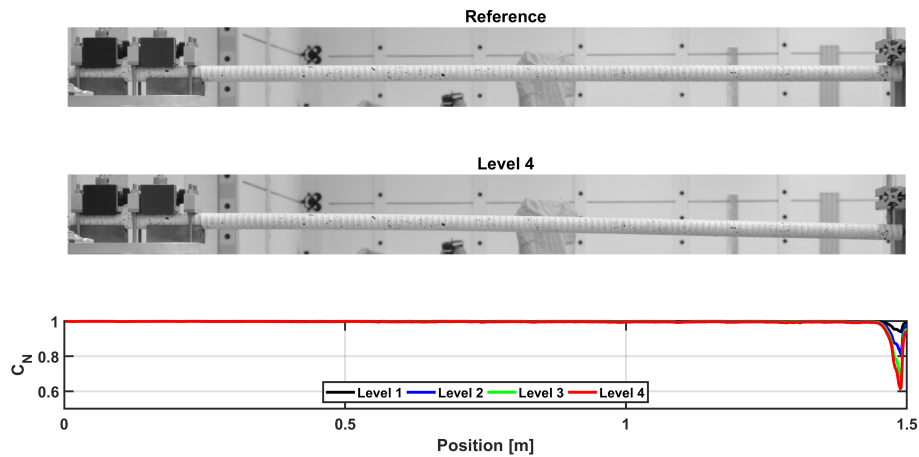 Reference
Level 4
1
0.8
0.6
C_N
Level 1 Level 2 Level 3 Level 4
0 0.5 1 1.5
Position [m]